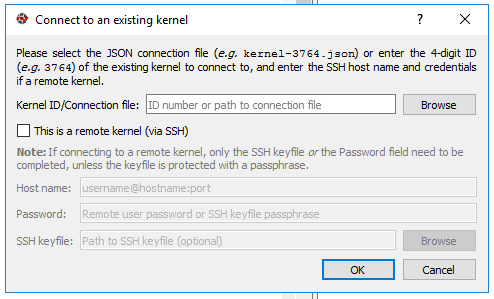 Connect to an existing kernel
?
Please select the JSON connection file (e.g. kernel-3764.json) or enter the 4-digit ID
(e.g. 3764) of the existing kernel to connect to, and enter the SSH host name and credentials
if a remote kernel.
Kernel ID/Connection file: ID number or path to connection file Browse
This is a remote kernel (via SSH)
Note: If connecting to a remote kernel, only the SSH keyfile or the Password field need to be
completed, unless the keyfile is protected with a passphrase.
Host name: username@hostname:port
Password: Remote user password or SSH keyfile passphrase
SSH keyfile: Path to SSH keyfile (optional) Browse
OK Cancel